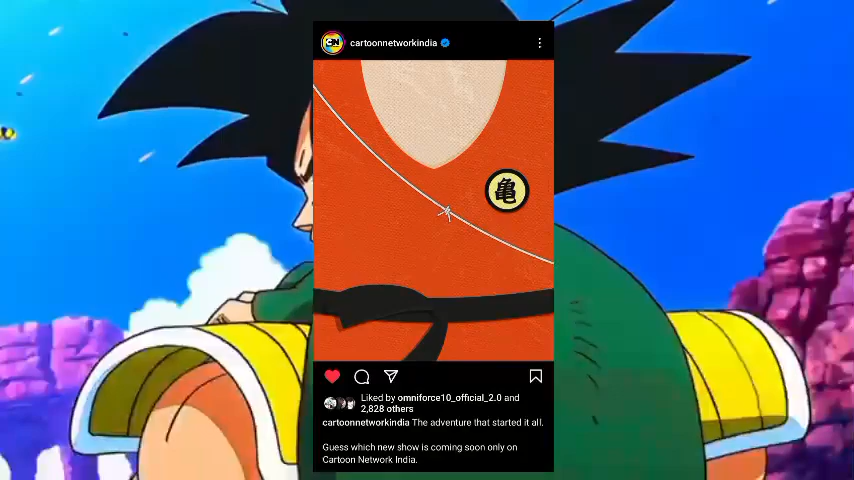 CN cartoonnetworkindia
亀
Liked by omniforce10_official_2.0 and
2,828 others
cartoonnetworkindia The adventure that started it all.
Guess which new show is coming soon only on
Cartoon Network India.